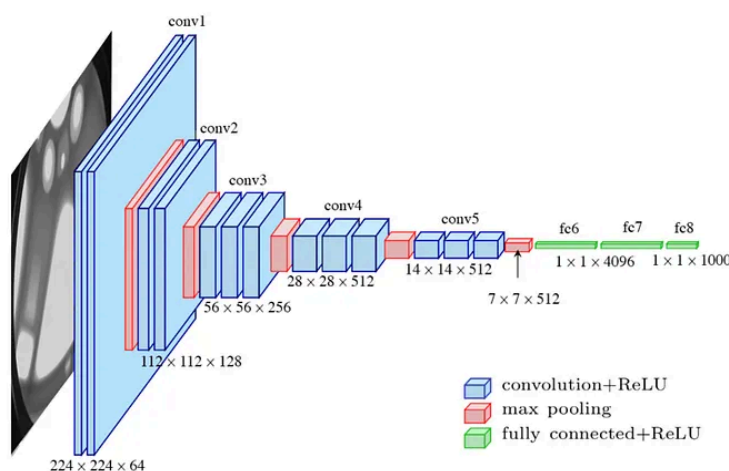 conv1
conv2
conv3
conv4
conv5
fc6
fc7
fc8
1 × 1 × 4096
1 × 1 × 1000
14 × 14 × 512
28 × 28 × 512
7 × 7 × 512
56 × 56 × 256
112 × 112 × 128
224 × 224 × 64
convolution+ReLU
max pooling
fully connected+ReLU